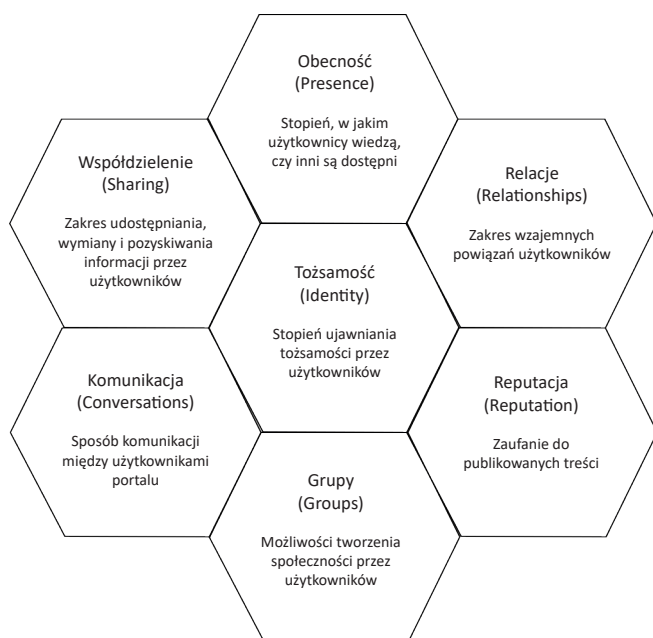 Obecność
(Presence)
Stopień, w jakim
użytkownicy wiedzą,
czy inni są dostępni
Współdzielenie
(Sharing)
Zakres udostępniania,
wymiany i pozyskiwania
informacji przez
użytkowników
Relacje
(Relationships)
Zakres wzajemnych
powiązań użytkowników
Tożsamość
(Identity)
Stopień ujawniania
tożsamości przez
użytkowników
Komunikacja
(Conversations)
Sposób komunikacji
między użytkownikami
portalu
Reputacja
(Reputation)
Zaufanie do
publikowanych treści
Grupy
(Groups)
Możliwości tworzenia
społeczności przez
użytkowników